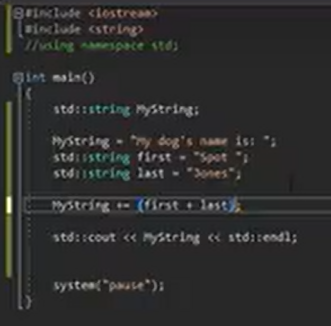 #include <iostream>
#include <string>
//using namespace std;
int main()
{
std::string MyString;
MyString = "My dog's name is: ";
std::string first = "Spot ";
std::string last = "Jones";
MyString += (first + last);
std::cout << MyString << std::endl;
system("pause");
}